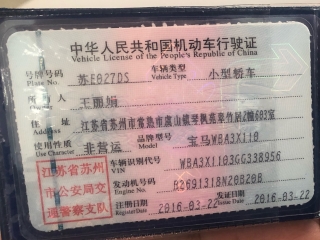 中华人民共和国机动车行驶证
Vehicle License of the People's Republic of China
号牌号码 苏E027DS 车辆类型 小型轿车
Plate No. Vehicle Type
所有人 王丽娟
住址 江苏省苏州市常熟市虞山镇
使用性质 非营运 品牌型号 宝马WBA3X110
Use Character
车辆识别代号 WBA3X1103GG338956
VIN
江苏省苏州
市公安局交
通警察支队
发动机号码 B2691318N20B20B
Engine No.
注册日期 2016-03-22 发证日期 2016-03-22
Register Date Issue Date